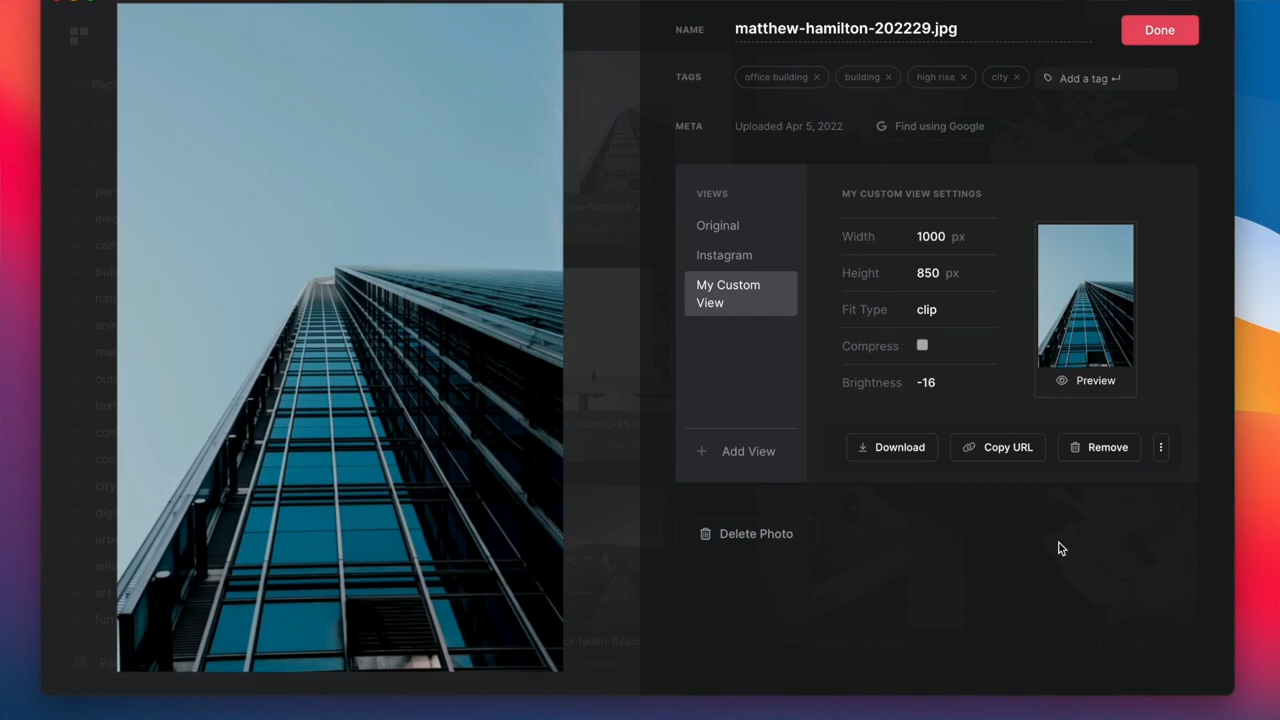 NAME
matthew-hamilton-202229.jpg
Done
TAGS
office building ×
building ×
high rise ×
city ×
Add a tag ↵
META
Uploaded Apr 5, 2022
Find using Google
VIEWS
Original
Instagram
My Custom
View
+ Add View
MY CUSTOM VIEW SETTINGS
Width 1000 px
Height 850 px
Fit Type clip
Compress
Brightness -16
Preview
Download
Copy URL
Remove
Delete Photo